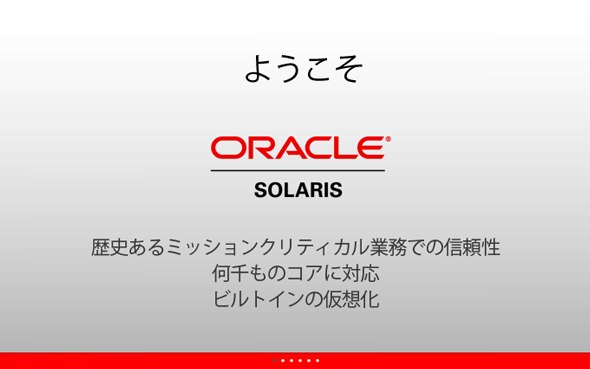 ようこそ
ORACLE®
SOLARIS
歴史あるミッションクリティカル業務での信頼性
何千ものコアに対応
ビルトインの仮想化